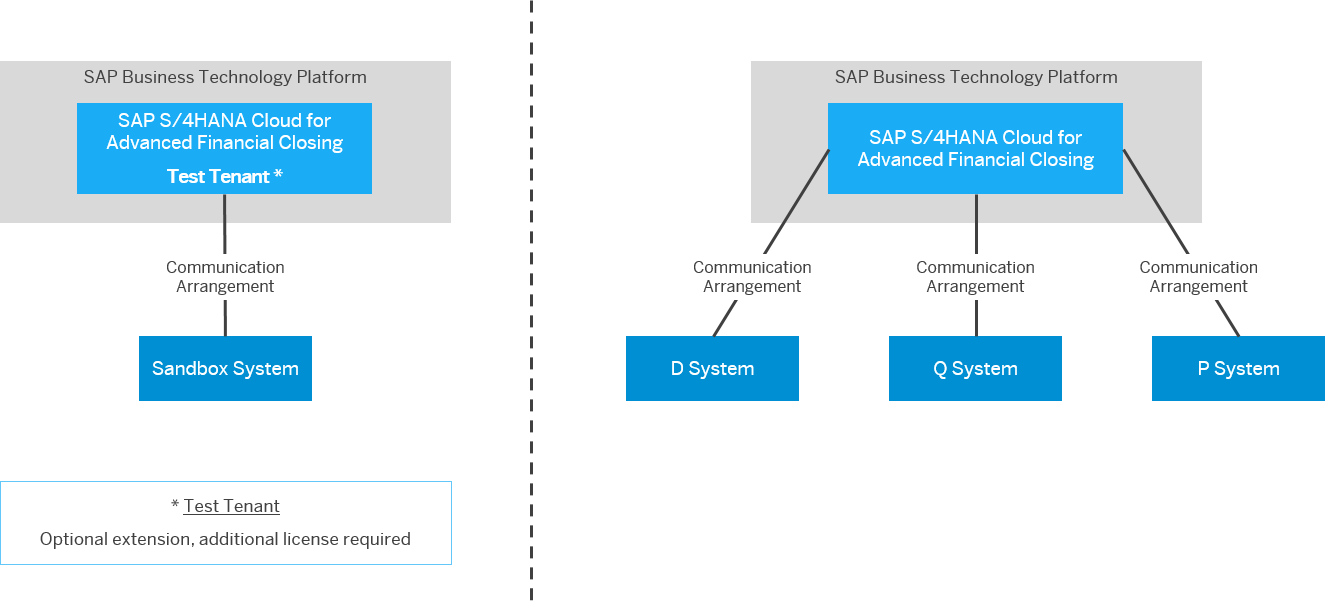 SAP Business Technology Platform
SAP S/4HANA Cloud for
Advanced Financial Closing
Test Tenant *
Communication
Arrangement
Sandbox System
* Test Tenant
Optional extension, additional license required
SAP Business Technology Platform
SAP S/4HANA Cloud for
Advanced Financial Closing
Communication
Arrangement
Communication
Arrangement
Communication
Arrangement
D System
Q System
P System